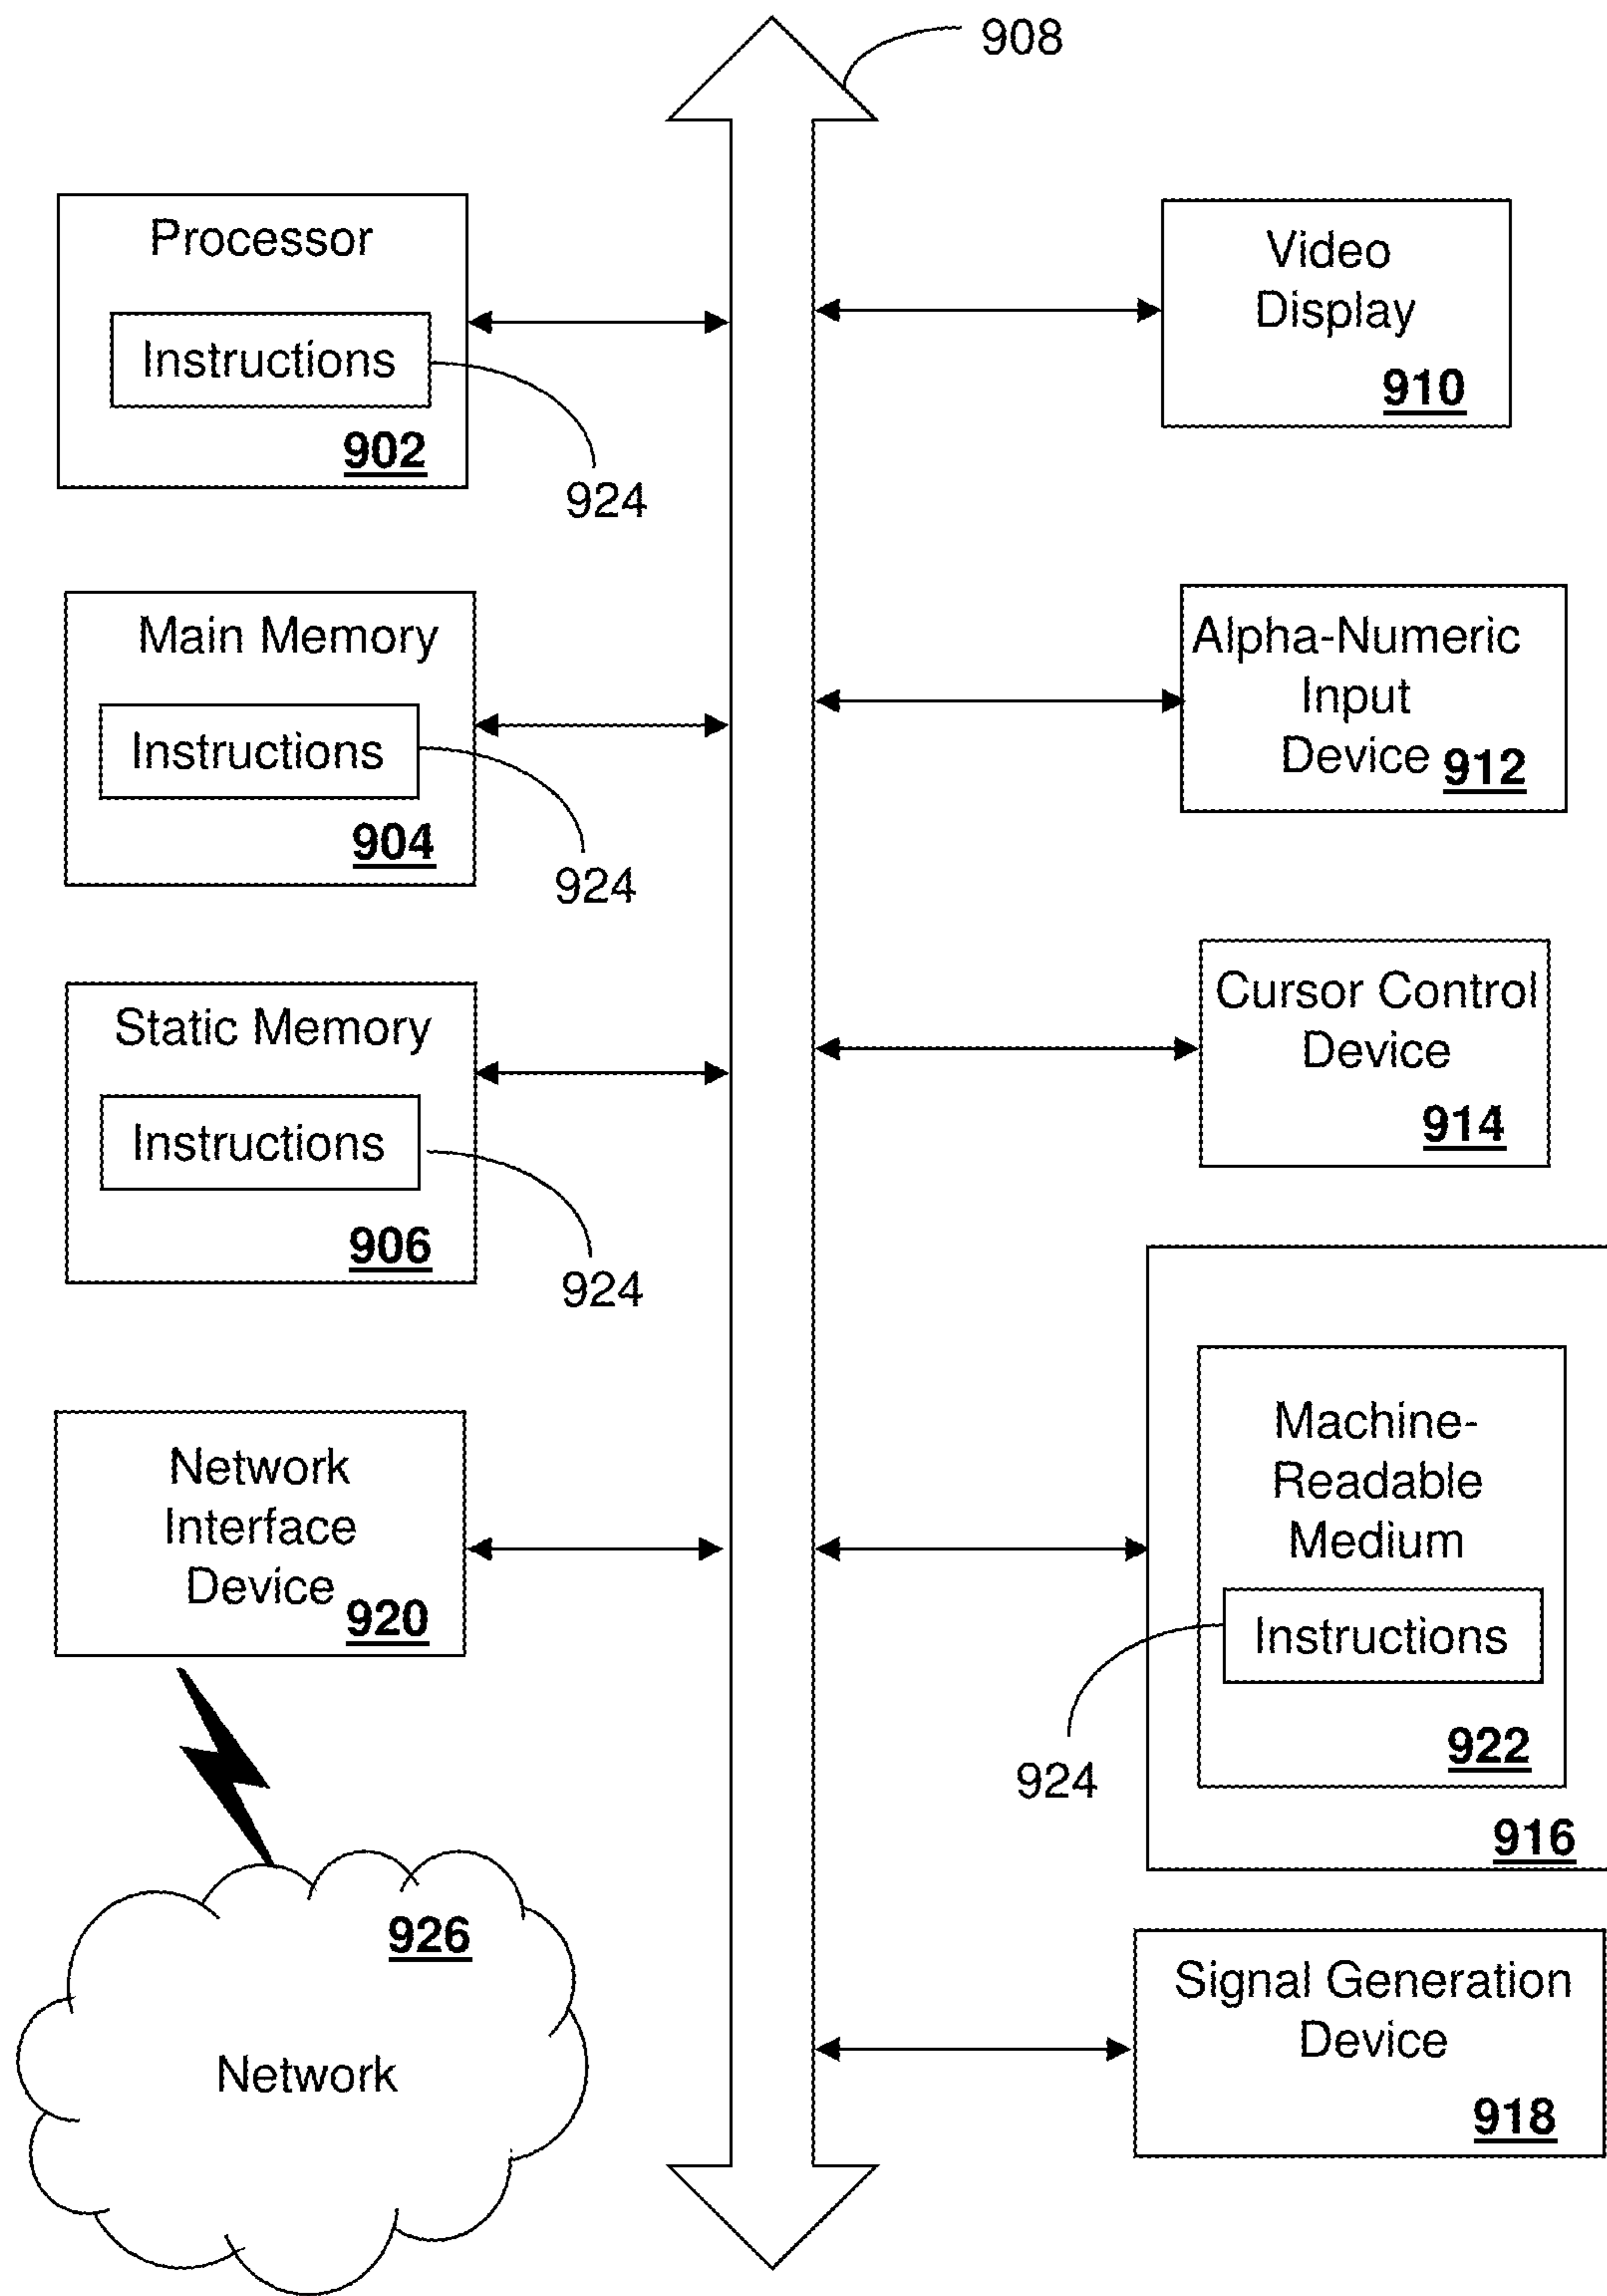 908
Processor
Instructions
902
924
Main Memory
Instructions
904
924
Static Memory
Instructions
906
924
Network
Interface
Device
920
926
Network
Video
Display
910
Alpha-Numeric
Input
Device
912
Cursor Control
Device
914
Machine-
Readable
Medium
Instructions
922
924
916
Signal Generation
Device
918